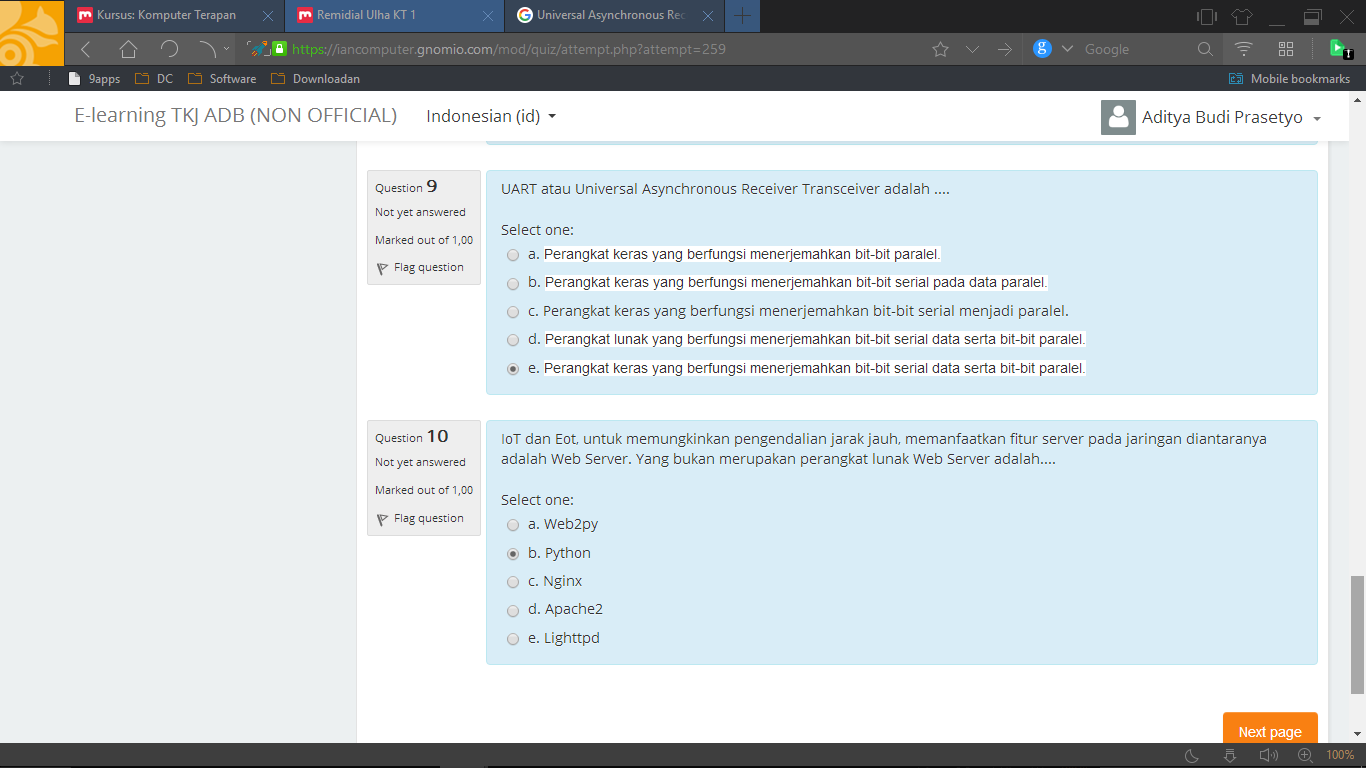 Kursus: Komputer Terapan
Remidial Ulha KT 1
Universal Asynchronous Rec
https://iancomputer.gnomio.com/mod/quiz/attempt.php?attempt=259
Google
9apps
DC
Software
Downloadan
Mobile bookmarks
E-learning TKJ ADB (NON OFFICIAL)
Indonesian (id)
Aditya Budi Prasetyo
Question 9
Not yet answered
Marked out of 1,00
Flag question
UART atau Universal Asynchronous Receiver Transceiver adalah ....
Select one:
a. Perangkat keras yang berfungsi menerjemahkan bit-bit paralel.
b. Perangkat keras yang berfungsi menerjemahkan bit-bit serial pada data paralel.
c. Perangkat keras yang berfungsi menerjemahkan bit-bit serial menjadi paralel.
d. Perangkat lunak yang berfungsi menerjemahkan bit-bit serial data serta bit-bit paralel.
e. Perangkat keras yang berfungsi menerjemahkan bit-bit serial data serta bit-bit paralel.
Question 10
Not yet answered
Marked out of 1,00
Flag question
IoT dan Eot, untuk memungkinkan pengendalian jarak jauh, memanfaatkan fitur server pada jaringan diantaranya
adalah Web Server. Yang bukan merupakan perangkat lunak Web Server adalah....
Select one:
a. Web2py
b. Python
c. Nginx
d. Apache2
e. Lighttpd
Next page
100%